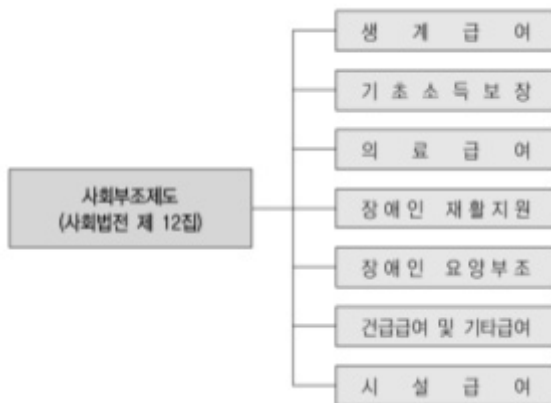 생 계 급 여
기 초 소 득 보 장
의 료 급 여
사회부조제도
(사회법전 제 12집)
장애인 재활지원
장애인 요양부조
건급급여 및 기타급여
시 설 급 여